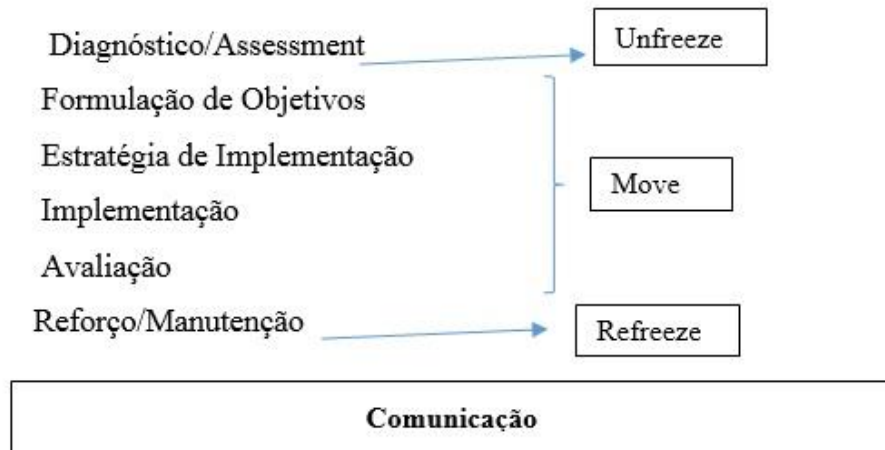 Diagnóstico/Assessment
Unfreeze
Formulação de Objetivos
Estratégia de Implementação
Move
Implementação
Avaliação
Reforço/Manutenção
Refreeze
Comunicação